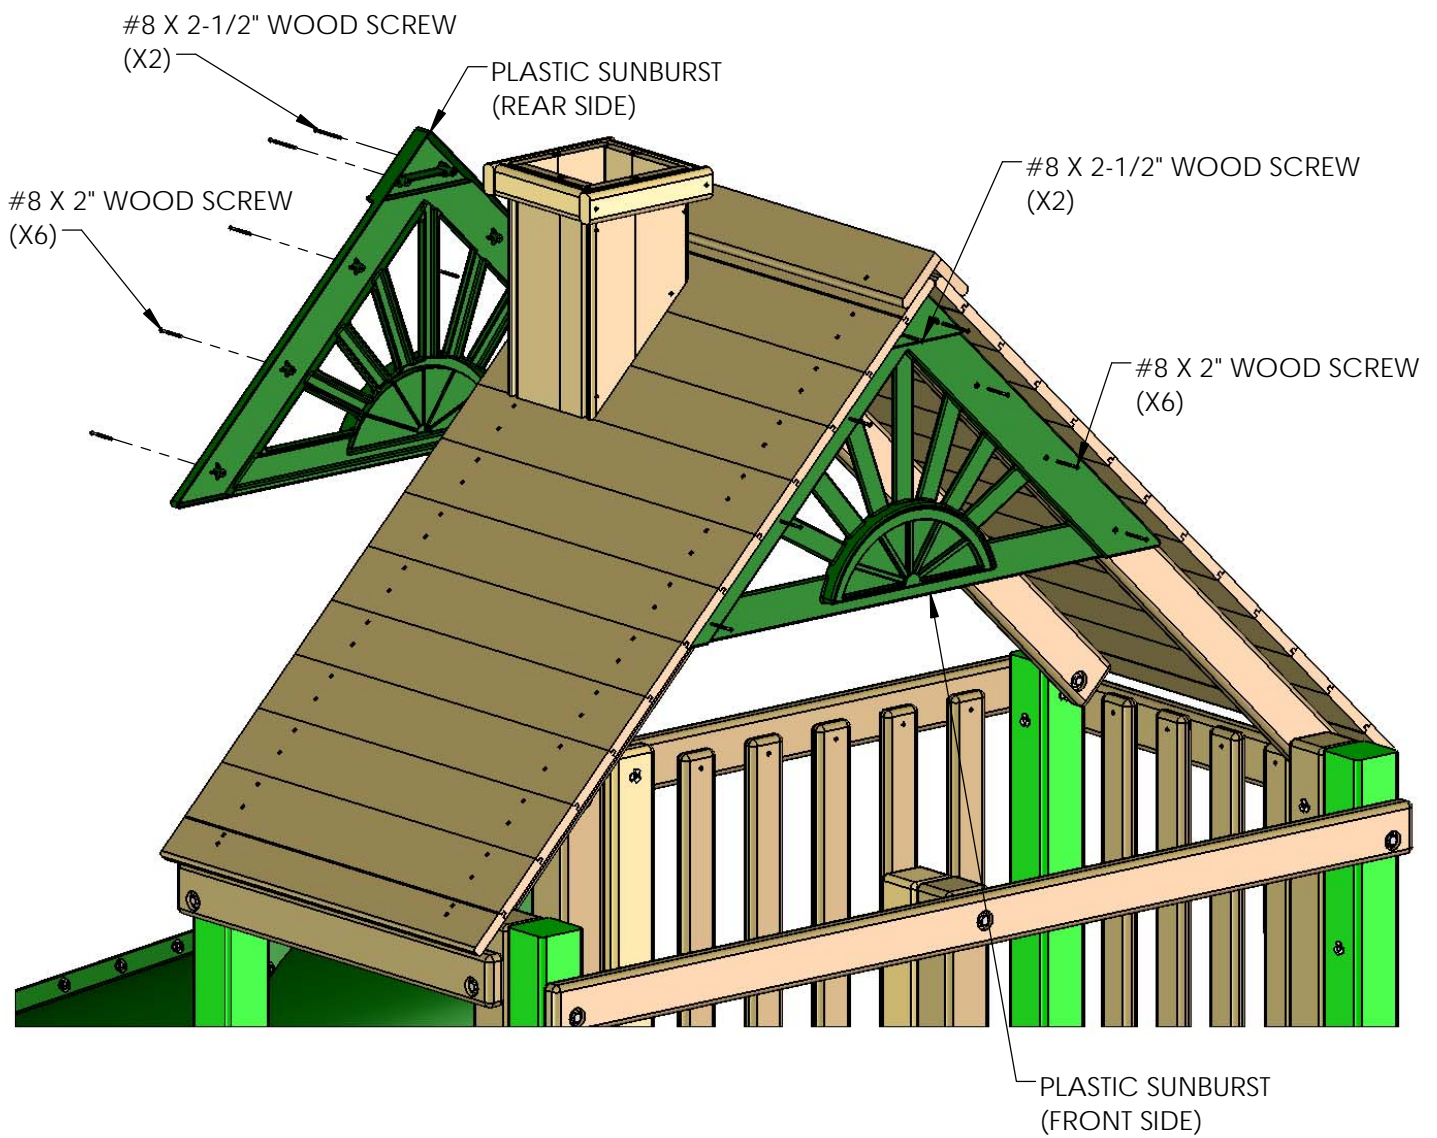 #8 X 2-1/2" WOOD SCREW
(X2)
PLASTIC SUNBURST
(REAR SIDE)
#8 X 2-1/2" WOOD SCREW
(X2)
#8 X 2" WOOD SCREW
(X6)
#8 X 2" WOOD SCREW
(X6)
PLASTIC SUNBURST
(FRONT SIDE)